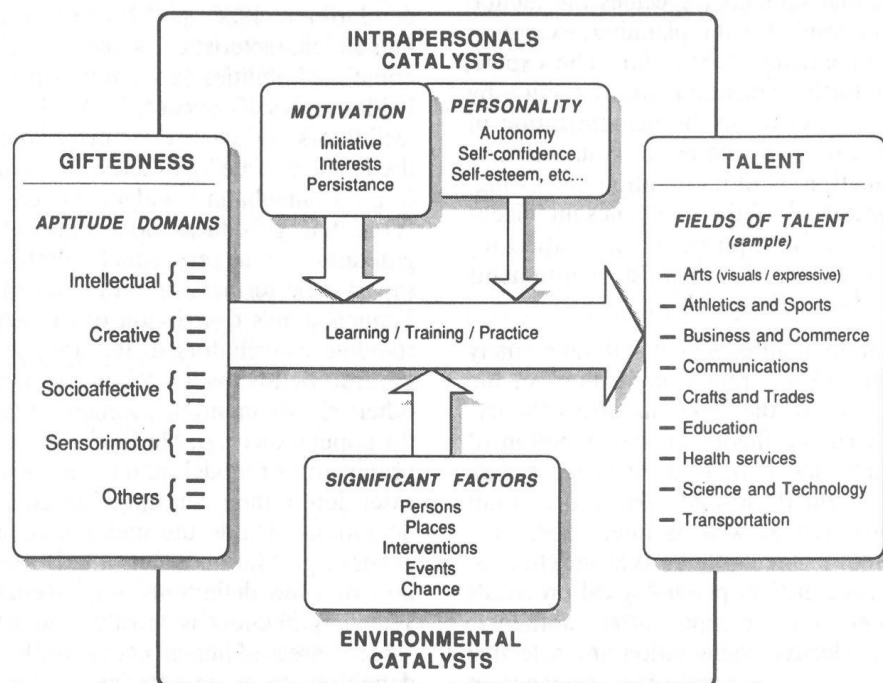 INTRAPERSONALS
CATALYSTS
MOTIVATION
Initiative
Interests
Persistance
PERSONALITY
Autonomy
Self-confidence
Self-esteem, etc...
GIFTEDNESS
APTITUDE DOMAINS
Intellectual
Creative
Socioaffective
Sensorimotor
Others
Learning / Training / Practice
TALENT
FIELDS OF TALENT
(sample)
Arts (visuals / expressive)
Athletics and Sports
Business and Commerce
Communications
Crafts and Trades
Education
Health services
Science and Technology
Transportation
SIGNIFICANT FACTORS
Persons
Places
Interventions
Events
Chance
ENVIRONMENTAL
CATALYSTS